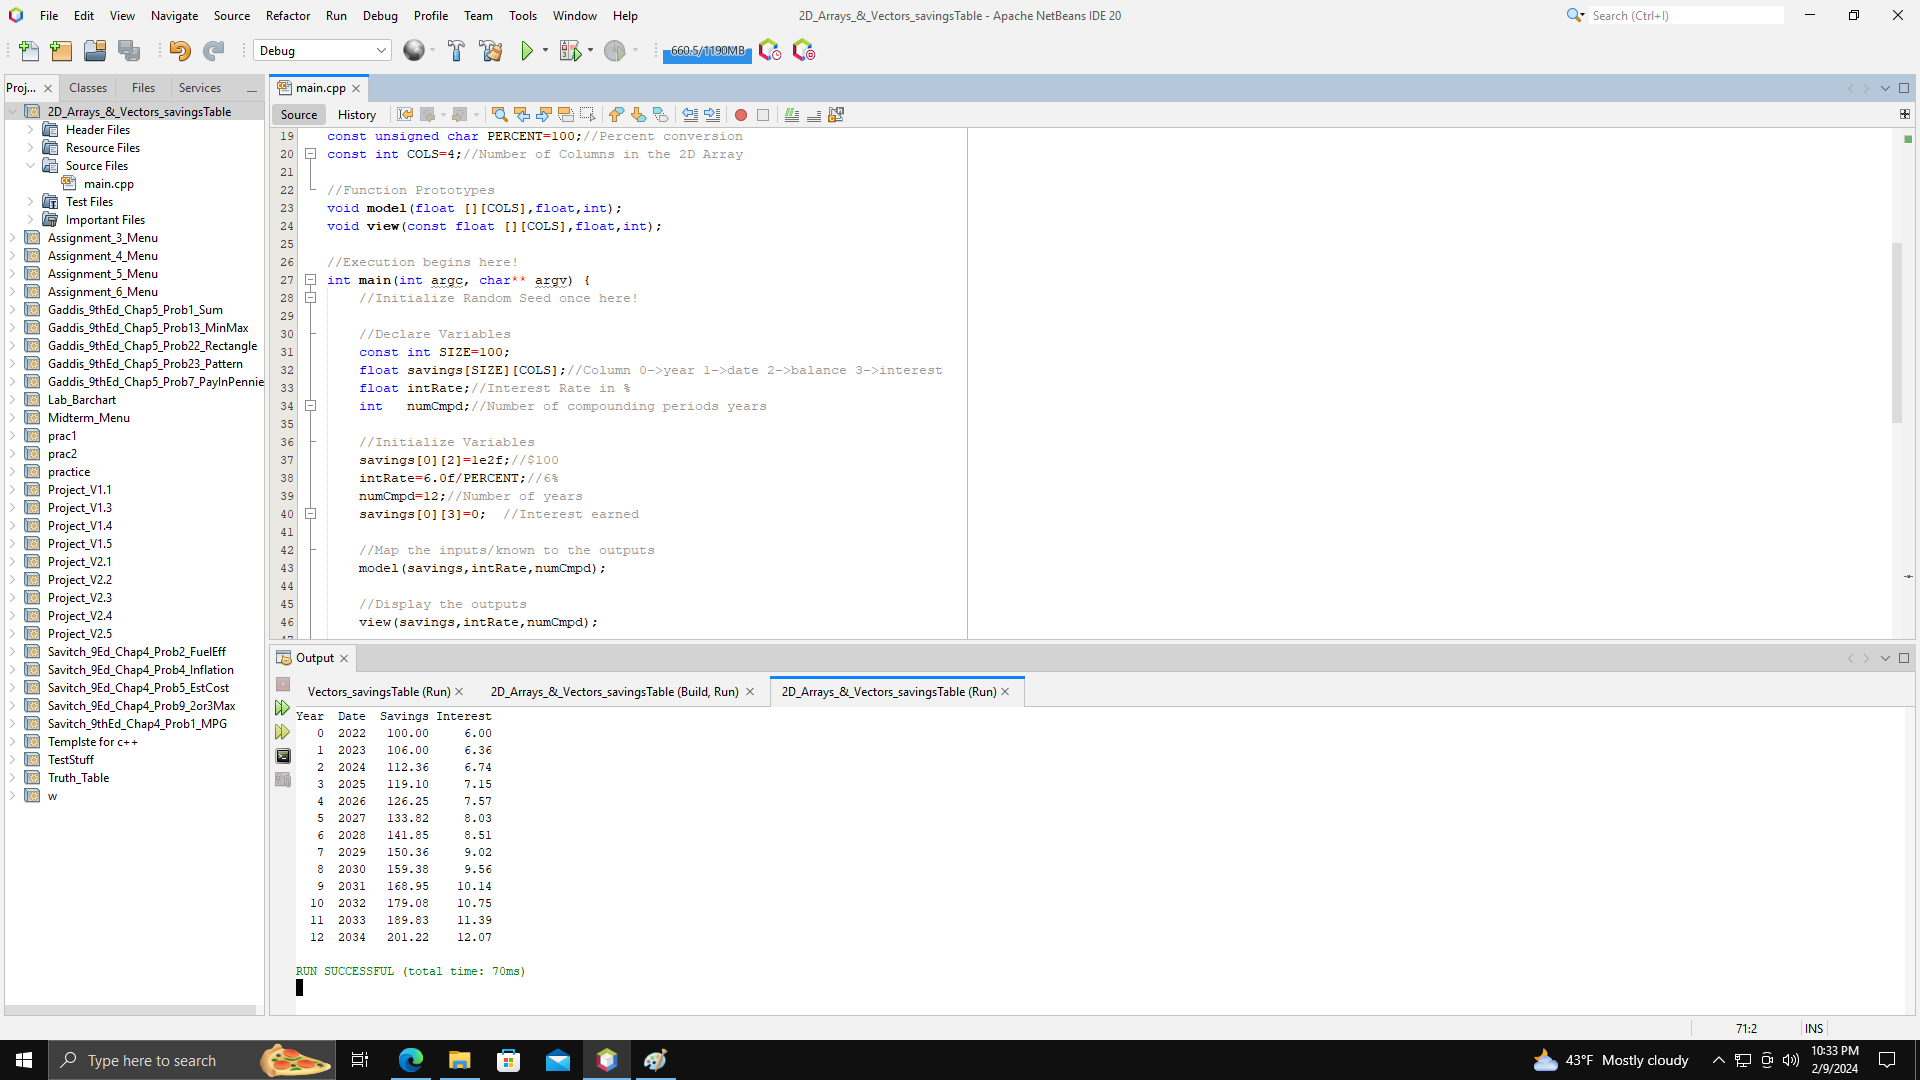 File Edit View Navigate Source Refactor Run Debug Profile Team Tools Window Help
2D_Arrays_&_Vectors_savingsTable - Apache NetBeans IDE 20
Search (Ctrl+I)
Debug
660.5/1190MB
Proj... Classes Files Services
2D_Arrays_&_Vectors_savingsTable
Header Files
Resource Files
Source Files
main.cpp
Test Files
Important Files
Assignment_3_Menu
Assignment_4_Menu
Assignment_5_Menu
Assignment_6_Menu
Gaddis_9thEd_Chap5_Prob1_Sum
Gaddis_9thEd_Chap5_Prob13_MinMax
Gaddis_9thEd_Chap5_Prob22_Rectangle
Gaddis_9thEd_Chap5_Prob23_Pattern
Gaddis_9thEd_Chap5_Prob7_PayInPennie
Lab_Barchart
Midterm_Menu
prac1
prac2
practice
Project_V1.1
Project_V1.3
Project_V1.4
Project_V1.5
Project_V2.1
Project_V2.2
Project_V2.3
Project_V2.4
Project_V2.5
Savitch_9Ed_Chap4_Prob2_FuelEff
Savitch_9Ed_Chap4_Prob4_Inflation
Savitch_9Ed_Chap4_Prob5_EstCost
Savitch_9Ed_Chap4_Prob9_2or3Max
Savitch_9thEd_Chap4_Prob1_MPG
Templste for c++
TestStuff
Truth_Table
w
main.cpp
Source History
19 const unsigned char PERCENT=100;//Percent conversion
20 const int COLS=4;//Number of Columns in the 2D Array
21
22 //Function Prototypes
23 void model(float [][COLS],float,int);
24 void view(const float [][COLS],float,int);
25
26 //Execution begins here!
27 int main(int argc, char** argv) {
28 //Initialize Random Seed once here!
29
30 //Declare Variables
31 const int SIZE=100;
32 float savings[SIZE][COLS];//Column 0->year 1->date 2->balance 3->interest
33 float intRate;//Interest Rate in %
34 int numCmpd;//Number of compounding periods years
35
36 //Initialize Variables
37 savings[0][2]=1e2f;//$100
38 intRate=6.0f/PERCENT;//6%
39 numCmpd=12;//Number of years
40 savings[0][3]=0; //Interest earned
41
42 //Map the inputs/known to the outputs
43 model(savings,intRate,numCmpd);
44
45 //Display the outputs
46 view(savings,intRate,numCmpd);
Output
Vectors_savingsTable (Run) 2D_Arrays_&_Vectors_savingsTable (Build, Run) 2D_Arrays_&_Vectors_savingsTable (Run)
Year Date Savings Interest
0 2022 100.00 6.00
1 2023 106.00 6.36
2 2024 112.36 6.74
3 2025 119.10 7.15
4 2026 126.25 7.57
5 2027 133.82 8.03
6 2028 141.85 8.51
7 2029 150.36 9.02
8 2030 159.38 9.56
9 2031 168.95 10.14
10 2032 179.08 10.75
11 2033 189.83 11.39
12 2034 201.22 12.07
RUN SUCCESSFUL (total time: 70ms)
71:2 INS
Type here to search
43°F Mostly cloudy
10:33 PM
2/9/2024